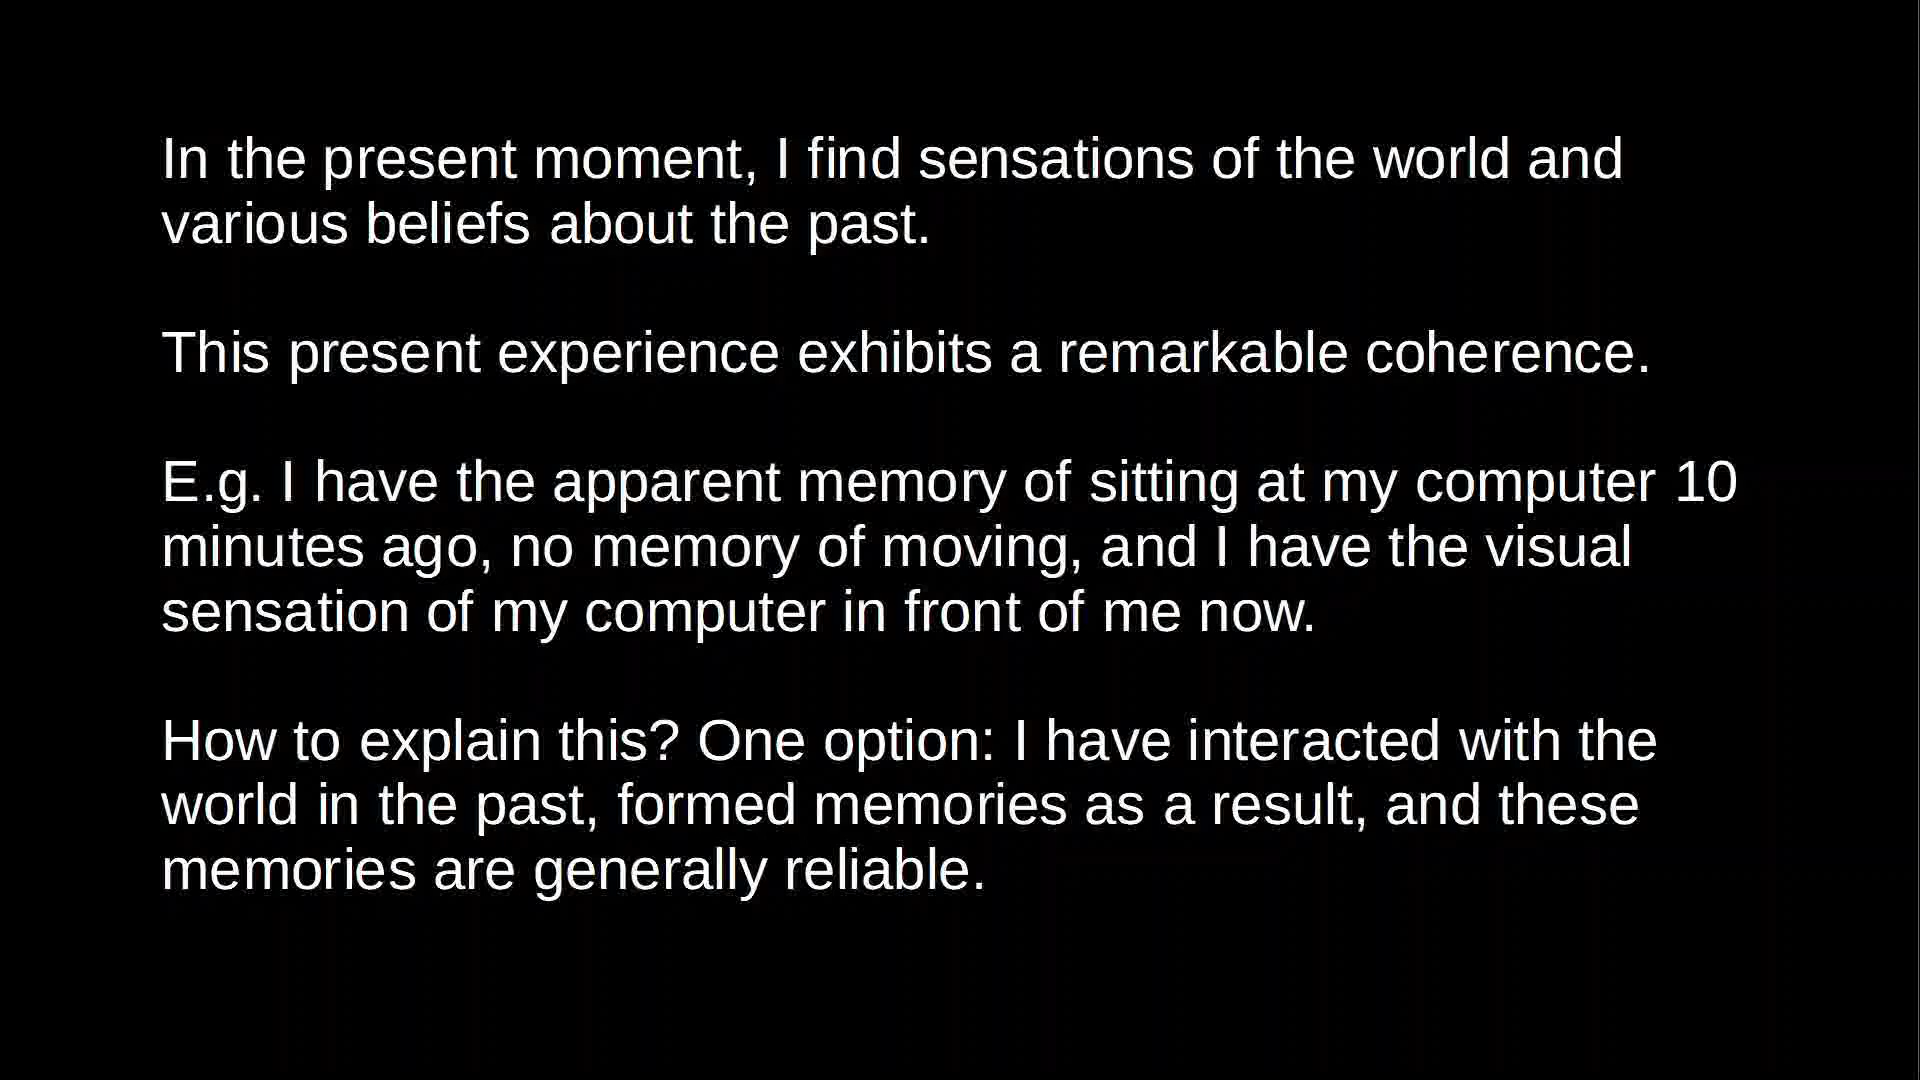 In the present moment, I find sensations of the world and
various beliefs about the past.
This present experience exhibits a remarkable coherence.
E.g. I have the apparent memory of sitting at my computer 10
minutes ago, no memory of moving, and I have the visual
sensation of my computer in front of me now.
How to explain this? One option: I have interacted with the
world in the past, formed memories as a result, and these
memories are generally reliable.